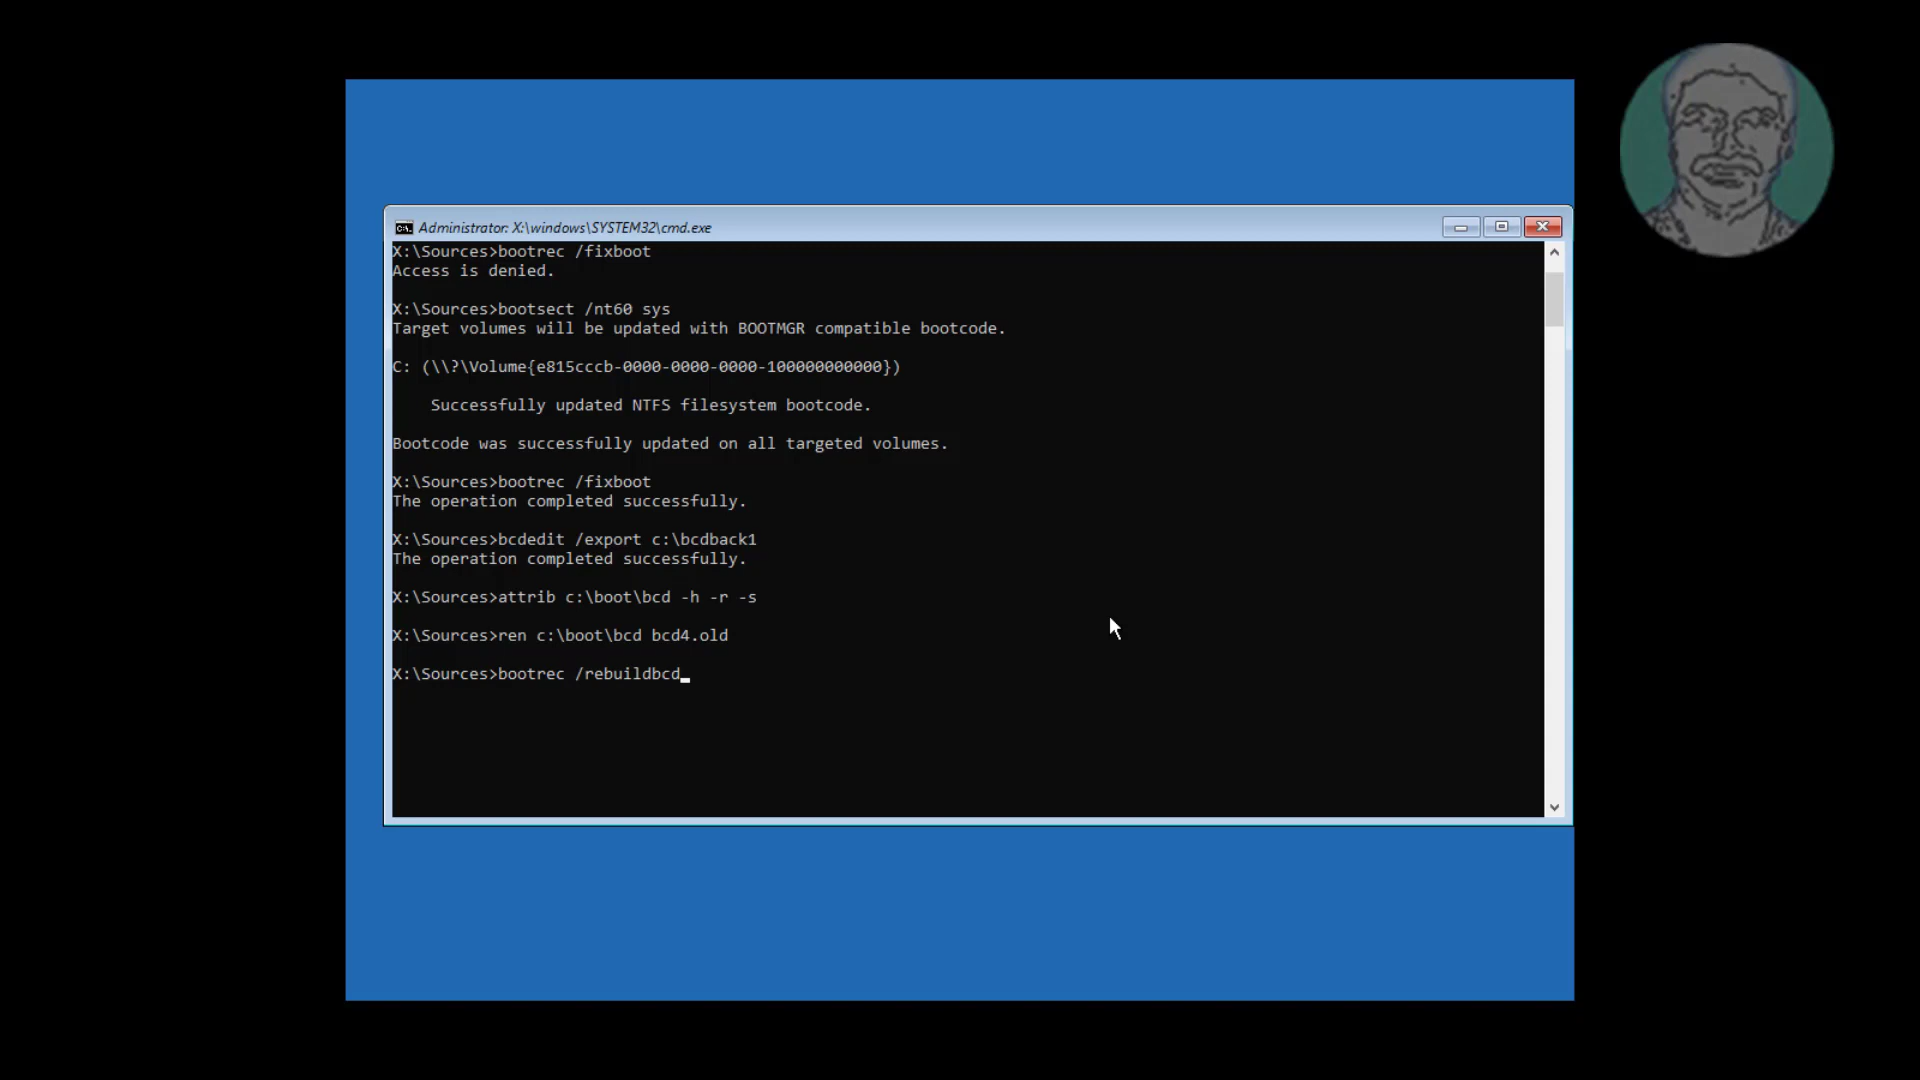 Administrator: X:\windows\SYSTEM32\cmd.exe
X:\Sources>bootrec /fixboot
Access is denied.
X:\Sources>bootsect /nt60 sys
Target volumes will be updated with BOOTMGR compatible bootcode.
C: (\\?\Volume{e815cccb-0000-0000-0000-100000000000})
Successfully updated NTFS filesystem bootcode.
Bootcode was successfully updated on all targeted volumes.
X:\Sources>bootrec /fixboot
The operation completed successfully.
X:\Sources>bcdedit /export c:\bcdback1
The operation completed successfully.
X:\Sources>attrib c:\boot\bcd -h -r -s
X:\Sources>ren c:\boot\bcd bcd4.old
X:\Sources>bootrec /rebuildbcd